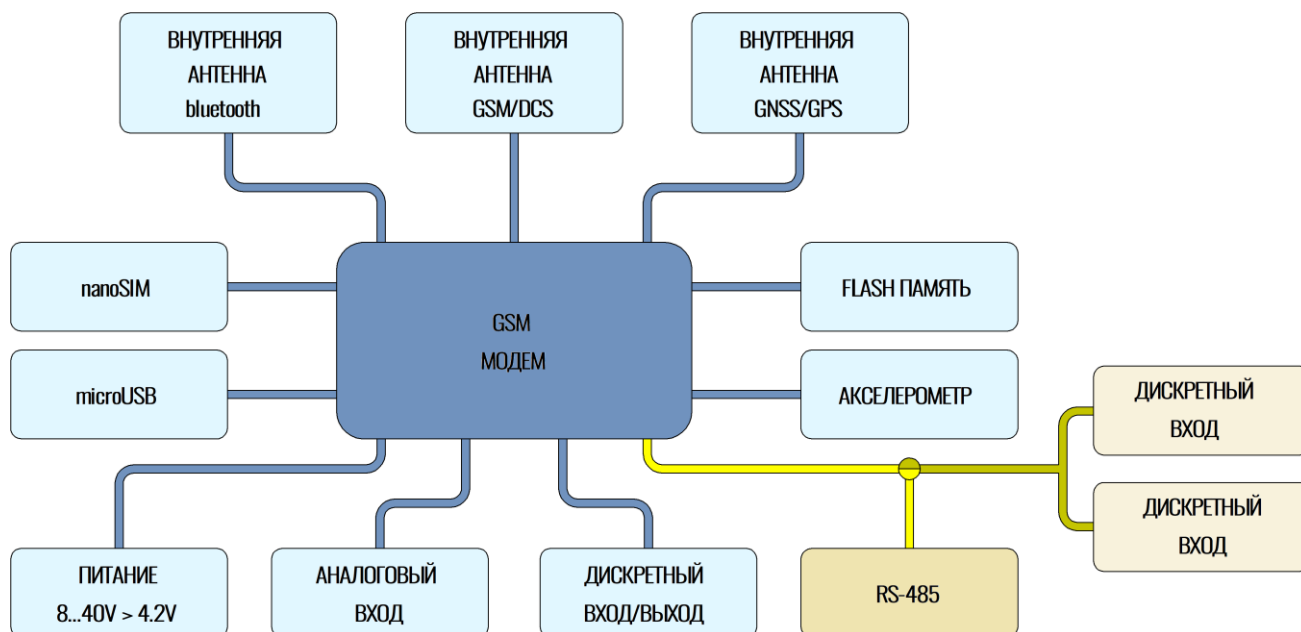 ВНУТРЕННЯЯ
АНТЕННА
bluetooth
ВНУТРЕННЯЯ
АНТЕННА
GSM/DCS
ВНУТРЕННЯЯ
АНТЕННА
GNSS/GPS
nanoSIM
GSM
МОДЕМ
FLASH ПАМЯТЬ
microUSB
АКСЕЛЕРОМЕТР
ДИСКРЕТНЫЙ
ВХОД
ДИСКРЕТНЫЙ
ВХОД
ПИТАНИЕ
8...40V > 4.2V
АНАЛОГОВЫЙ
ВХОД
ДИСКРЕТНЫЙ
ВХОД/ВЫХОД
RS-485